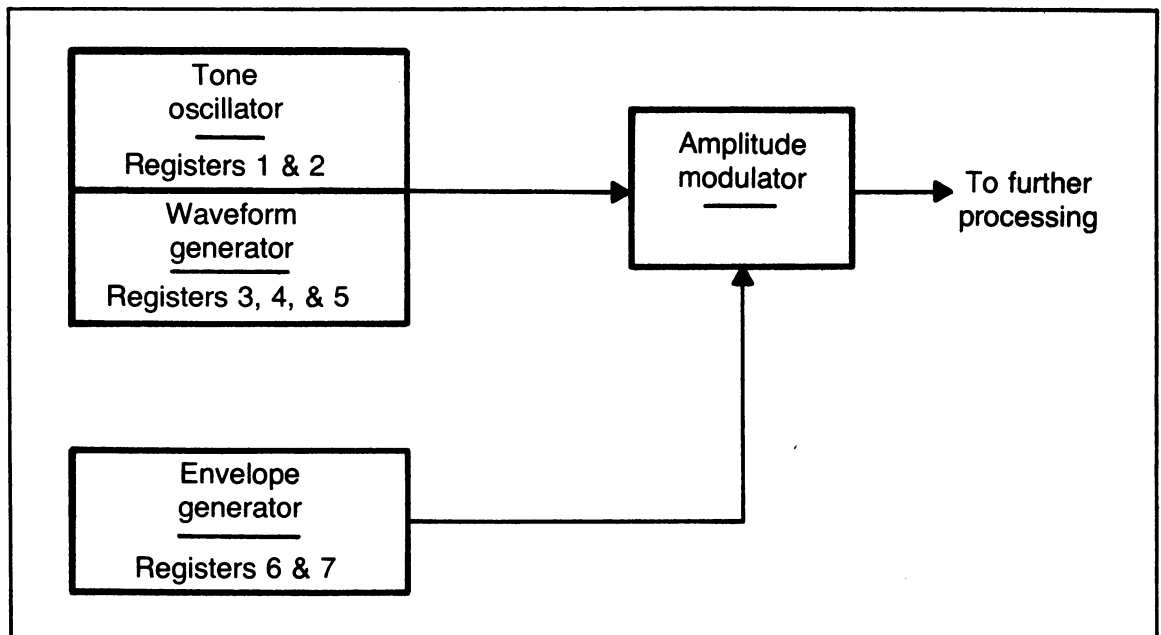 Tone
oscillator
Registers 1 & 2
Waveform
generator
Registers 3, 4, & 5
Amplitude
modulator
To further
processing
Envelope
generator
Registers 6 & 7